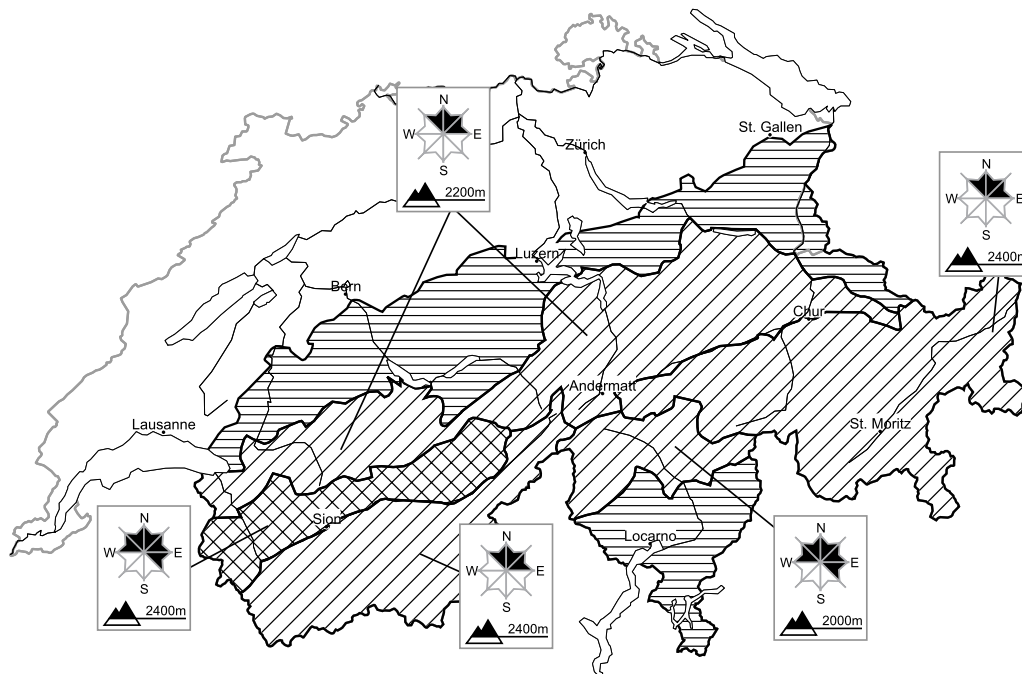 N
W E
S
2200m
St. Gallen
Zürich
N
W E
S
2400m
Luzern
Bern
Chur
Andermatt
Lausanne
St. Moritz
Sion
Locarno
N
W E
S
2400m
N
W E
S
2400m
N
W E
S
2000m